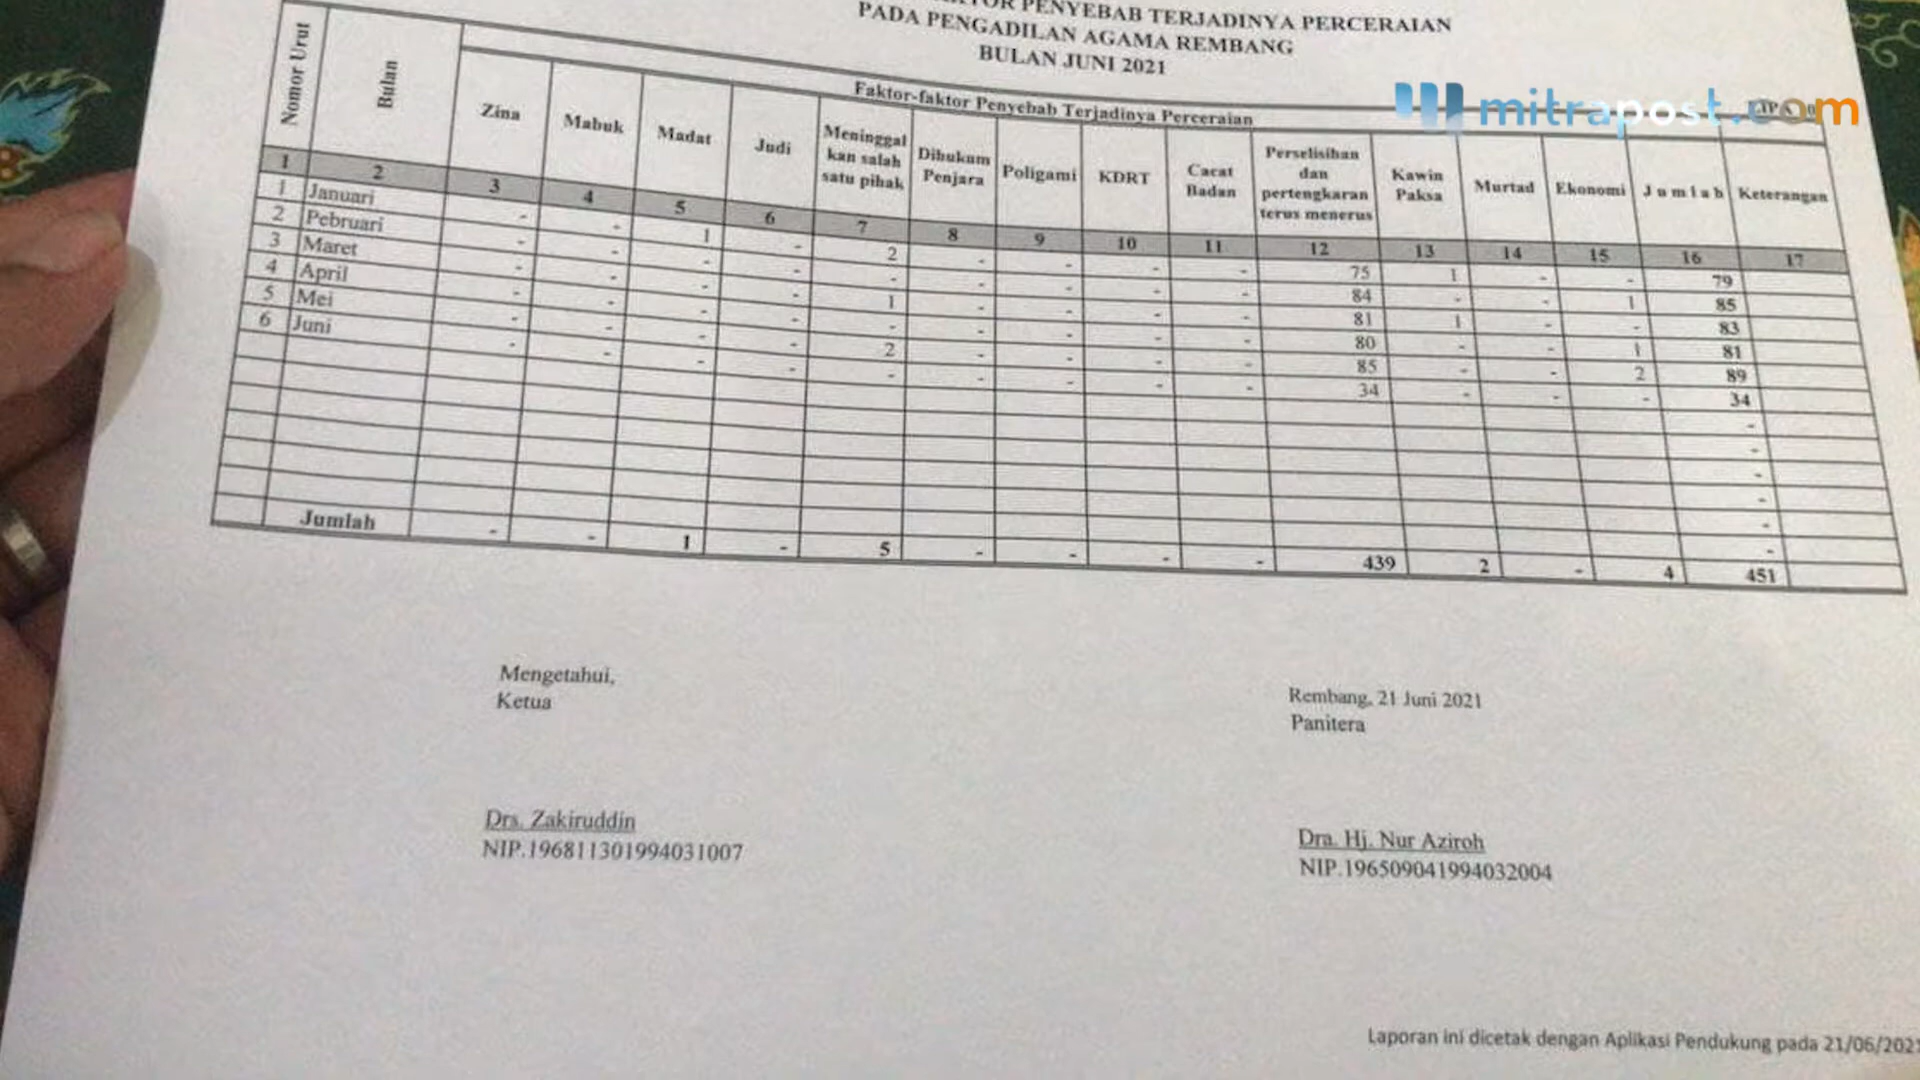 PENYEBAB TERJADINYA PERCERAIAN
PADA PENGADILAN AGAMA REMBANG
BULAN JUNI 2021
mitrapost.com
Nomor Urut | Bulan | Faktor-faktor Penyebab Terjadinya Perceraian
Zina | Mabuk | Madat | Judi | Meninggal kan salah satu pihak | Dihukum Penjara | Poligami | KDRT | Cacat Badan | Perselisihan dan pertengkaran terus menerus | Kawin Paksa | Murtad | Ekonomi | Jumlah | Keterangan
1 2 3 4 5 6 7 8 9 10 11 12 13 14 15 16 17
1 Januari - - 1 - 2 - - - - 75 1 - - 79
2 Pebruari - - - - - - - - - 84 - - 1 85
3 Maret - - - - 1 - - - - 81 1 - - 83
4 April - - - - - - - - - 80 - - 1 81
5 Mei - - - - 2 - - - - 85 - - 2 89
6 Juni - - - - - - - - - 34 - - - 34
-
-
-
-
-
-
Jumlah - - 1 - 5 - - - - 439 2 - 4 451
Mengetahui,
Ketua
Rembang, 21 Juni 2021
Panitera
Drs. Zakiruddin
NIP.196811301994031007
Dra. Hj. Nur Aziroh
NIP.196509041994032004
Laporan ini dicetak dengan Aplikasi Pendukung pada 21/06/2021